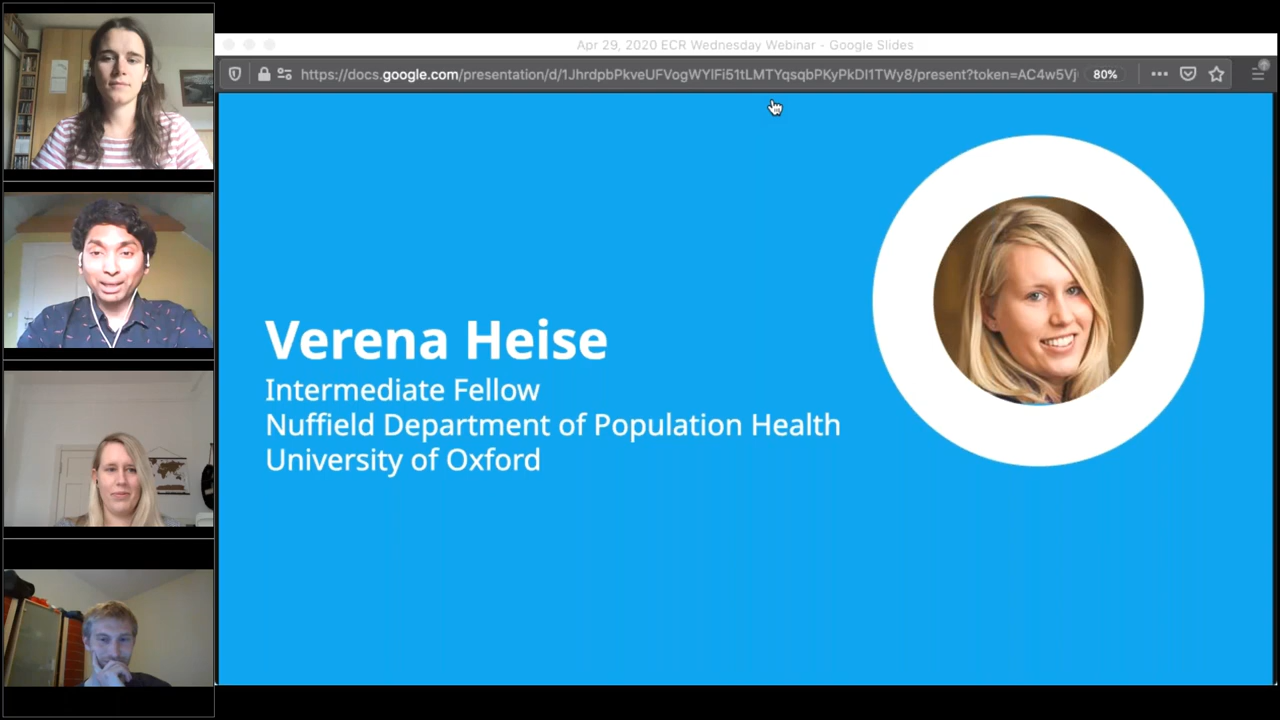 Apr 29, 2020 ECR Wednesday Webinar - Google Slides
https://docs.google.com/presentation/d/1JhrdpbPkveUFVogWYlFi51tLMTYqsqbPKyPkDl1TWy8/present?token=AC4w5Vj
80%
Verena Heise
Intermediate Fellow
Nuffield Department of Population Health
University of Oxford